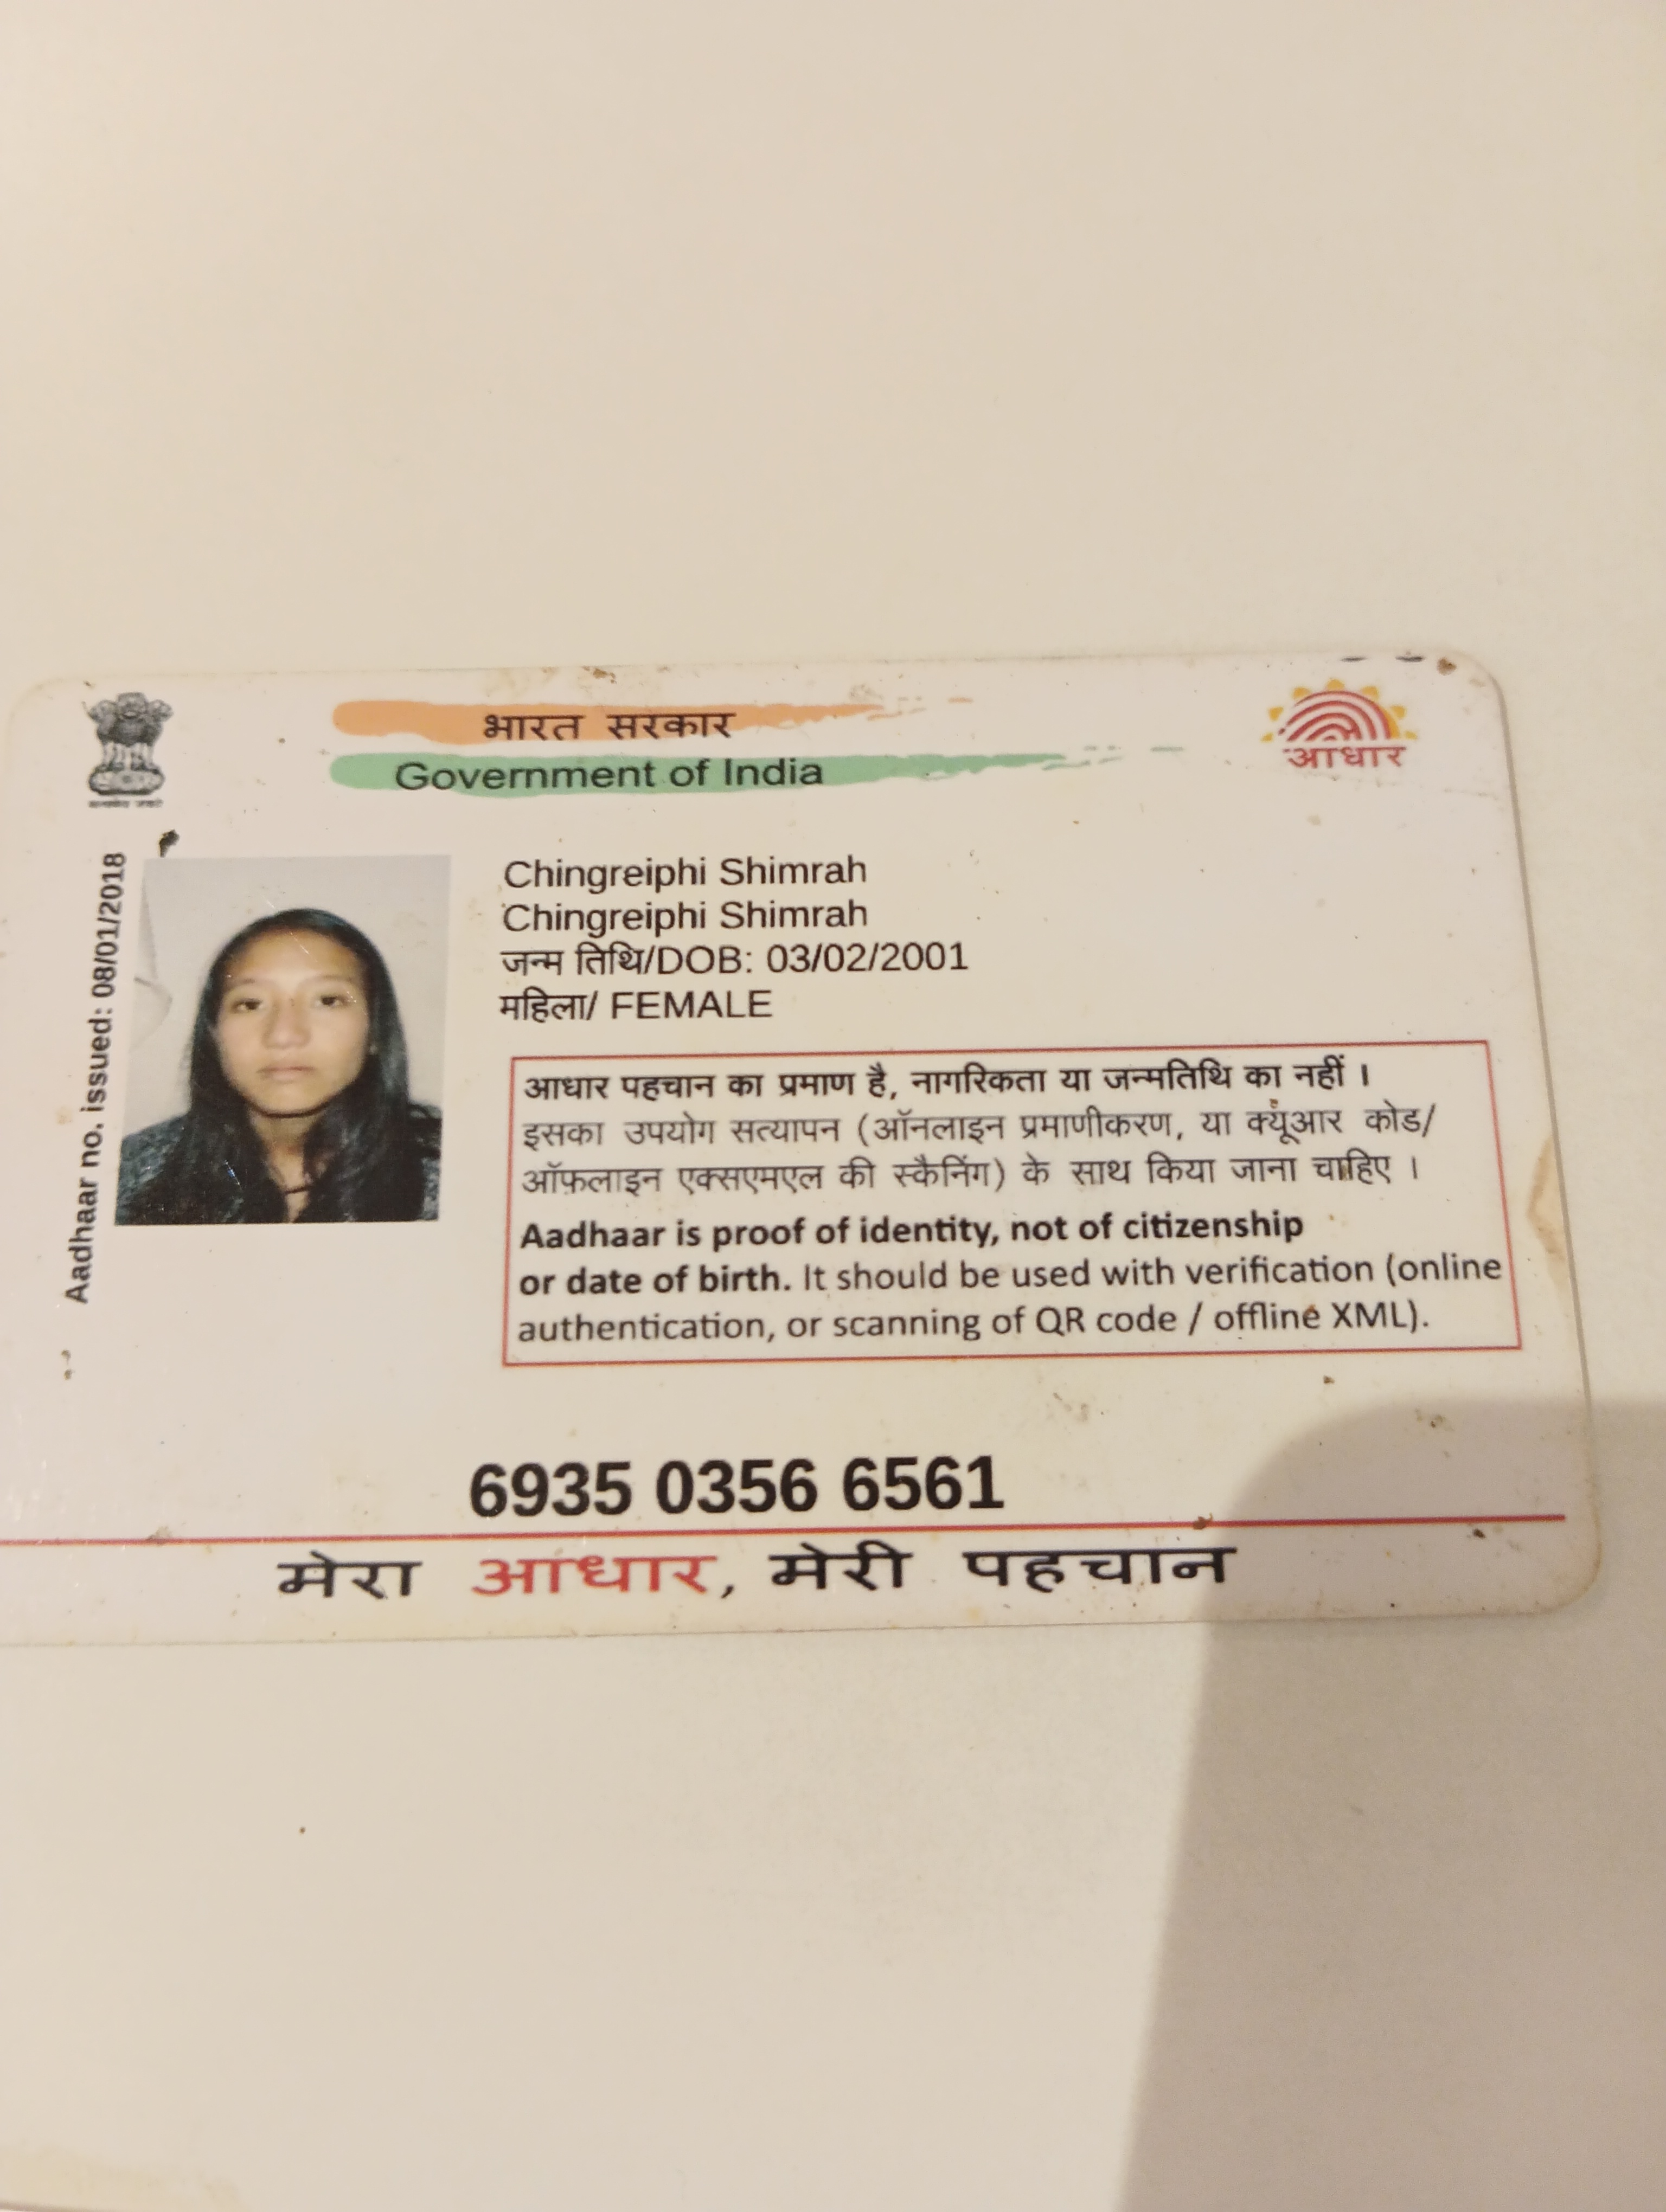 भारत सरकार
Government of India
आधार
Aadhaar no. issued: 08/01/2018
Chingreiphi Shimrah
Chingreiphi Shimrah
जन्म तिथि/DOB: 03/02/2001
महिला/ FEMALE
आधार पहचान का प्रमाण है, नागरिकता या जन्मतिथि का नहीं ।
इसका उपयोग सत्यापन (ऑनलाइन प्रमाणीकरण, या क्यूंआर कोड/
ऑफ़लाइन एक्सएमएल की स्कैनिंग) के साथ किया जाना चाहिए ।
Aadhaar is proof of identity, not of citizenship
or date of birth. It should be used with verification (online
authentication, or scanning of QR code / offline XML).
6935 0356 6561
मेरा आधार, मेरी पहचान